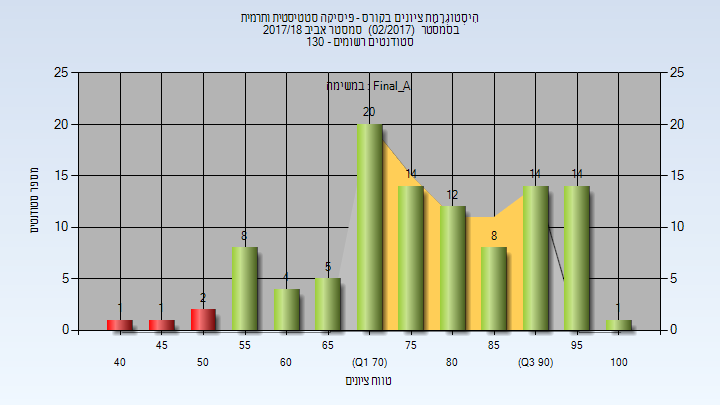 היסטוגרמת ציונים בקורס - פיסיקה סטטיסטית ותרמית
בסמסטר (02/2017) סמסטר אביב 2017/18
סטודנטים רשומים - 130
במשימה : Final_A
25 25
20 20
15 15
10 10
5 5
0 0
מספר סטודנטים
1 1 2 8 4 5 20 14 12 8 14 14 1
45 55 65 75 85 95
40 50 60 (Q1 70) 80 (Q3 90) 100
טווח ציונים